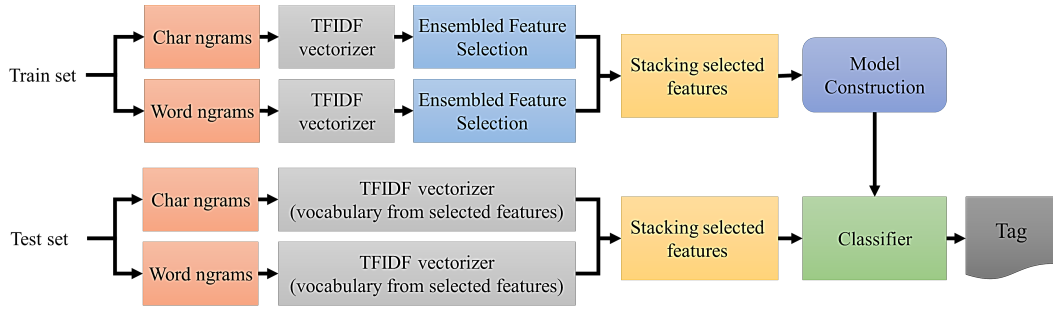 Train set
Char ngrams
TFIDF
vectorizer
Ensembled Feature
Selection
Word ngrams
TFIDF
vectorizer
Ensembled Feature
Selection
Stacking selected
features
Model
Construction
Test set
Char ngrams
TFIDF vectorizer
(vocabulary from selected features)
Word ngrams
TFIDF vectorizer
(vocabulary from selected features)
Stacking selected
features
Classifier
Tag